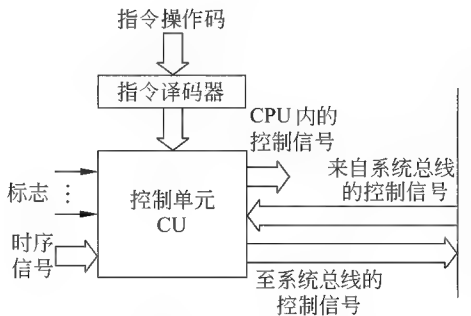 指令操作码
指令译码器
CPU内的
控制信号
来自系统总线
的控制信号
标志
⋮
控制单元
CU
时序
信号
至系统总线的
控制信号